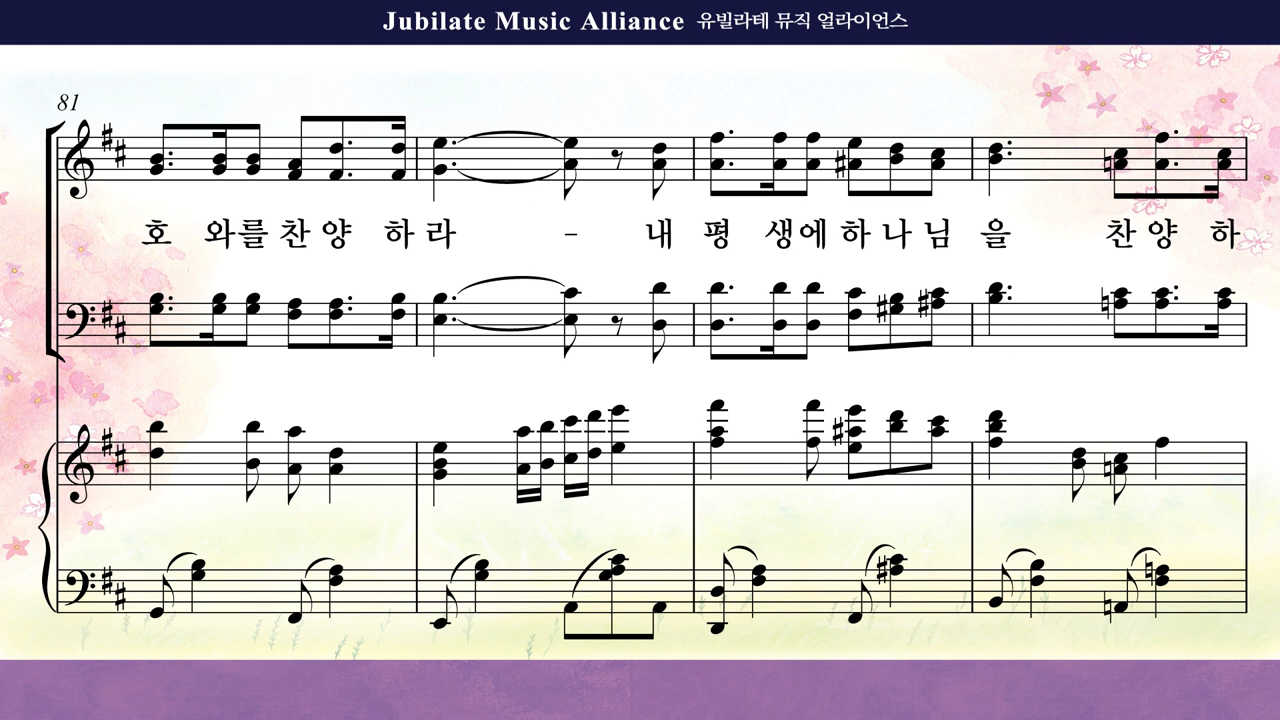 Jubilate Music Alliance 유빌라테 뮤직 얼라이언스
81
호 와를 찬 양 하 라 - 내 평 생에 하 나 님 을 찬 양 하